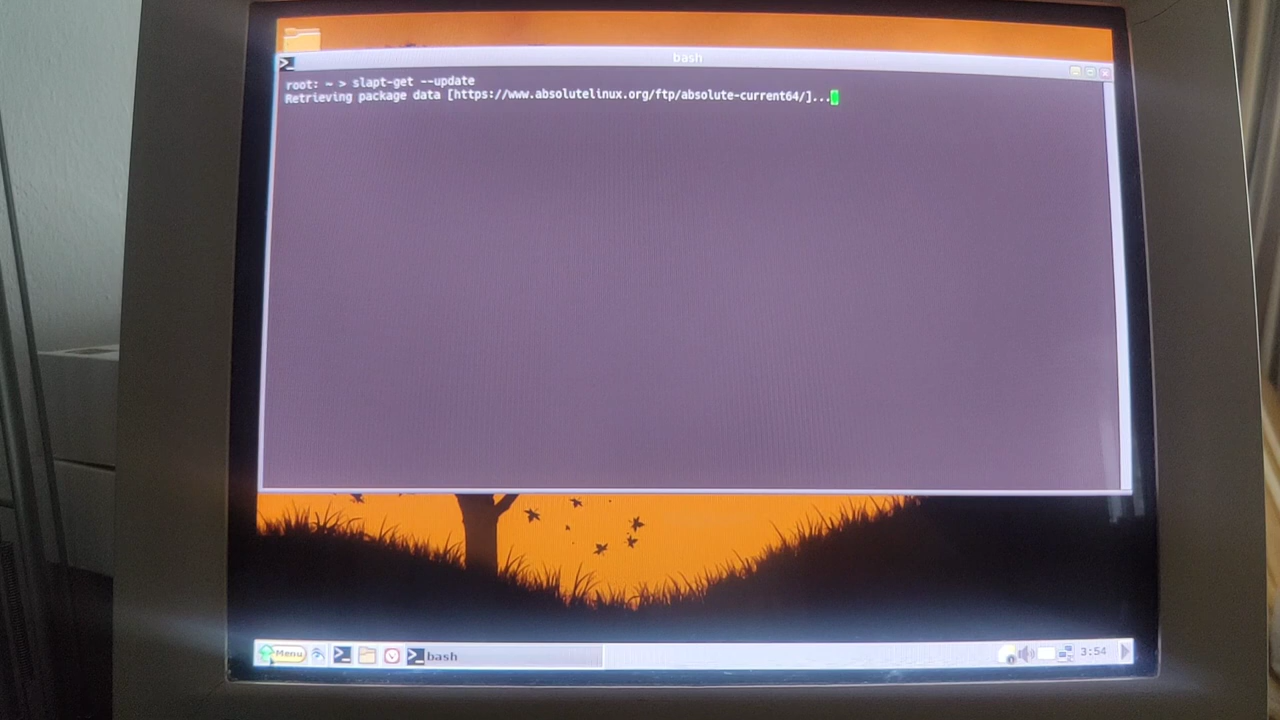 bash
root: ~ > slapt-get --update
Retrieving package data [https://www.absolutelinux.org/ftp/absolute-current64/]...
Menu
bash
3:54